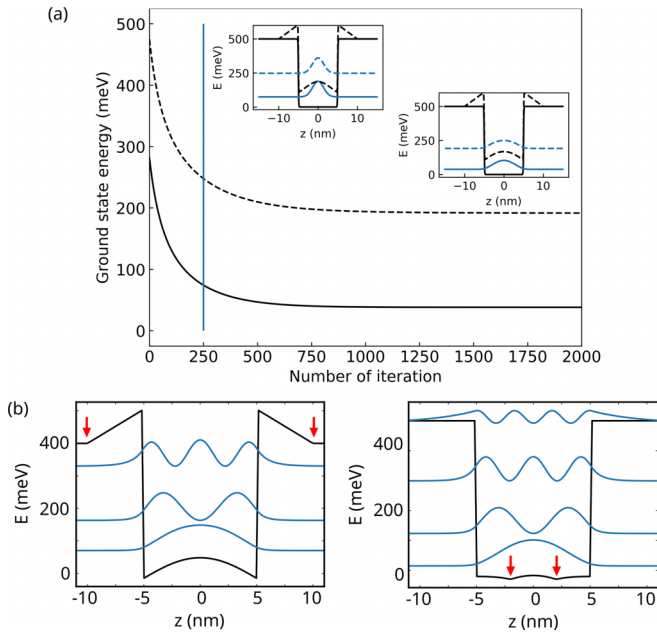 (a)
Ground state energy (meV)
500
400
300
200
100
0
0 250 500 750 1000 1250 1500 1750 2000
Number of iteration
E (meV)
500
250
0
−10 0 10
z (nm)
E (meV)
500
250
0
−10 0 10
z (nm)
(b)
E (meV)
400
200
0
-10 -5 0 5 10
z (nm)
E (meV)
400
200
0
-10 -5 0 5 10
z (nm)